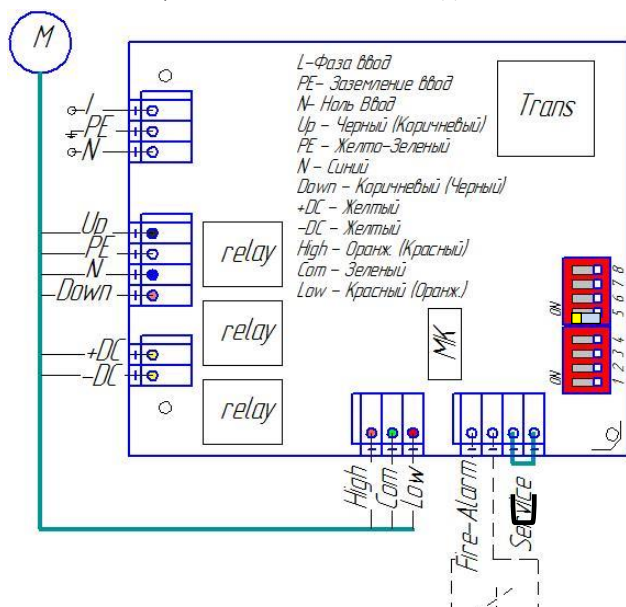 M
L-Фаза ввод
PE- Заземление ввод
N- Ноль Ввод
Up - Черный (Коричневый)
PE - Желто-Зеленый
N - Синий
Down - Коричневый (Черный)
+DC - Желтый
-DC - Желтый
High - Оранж. (Красный)
Com - Зеленый
Low - Красный (Оранж.)
Trans
L
PE
N
Up
PE
N
Down
+DC
-DC
relay
relay
relay
MK
ON
5 6 7 8
ON
1 2 3 4
High
Com
Low
Fire-Alarm
Service